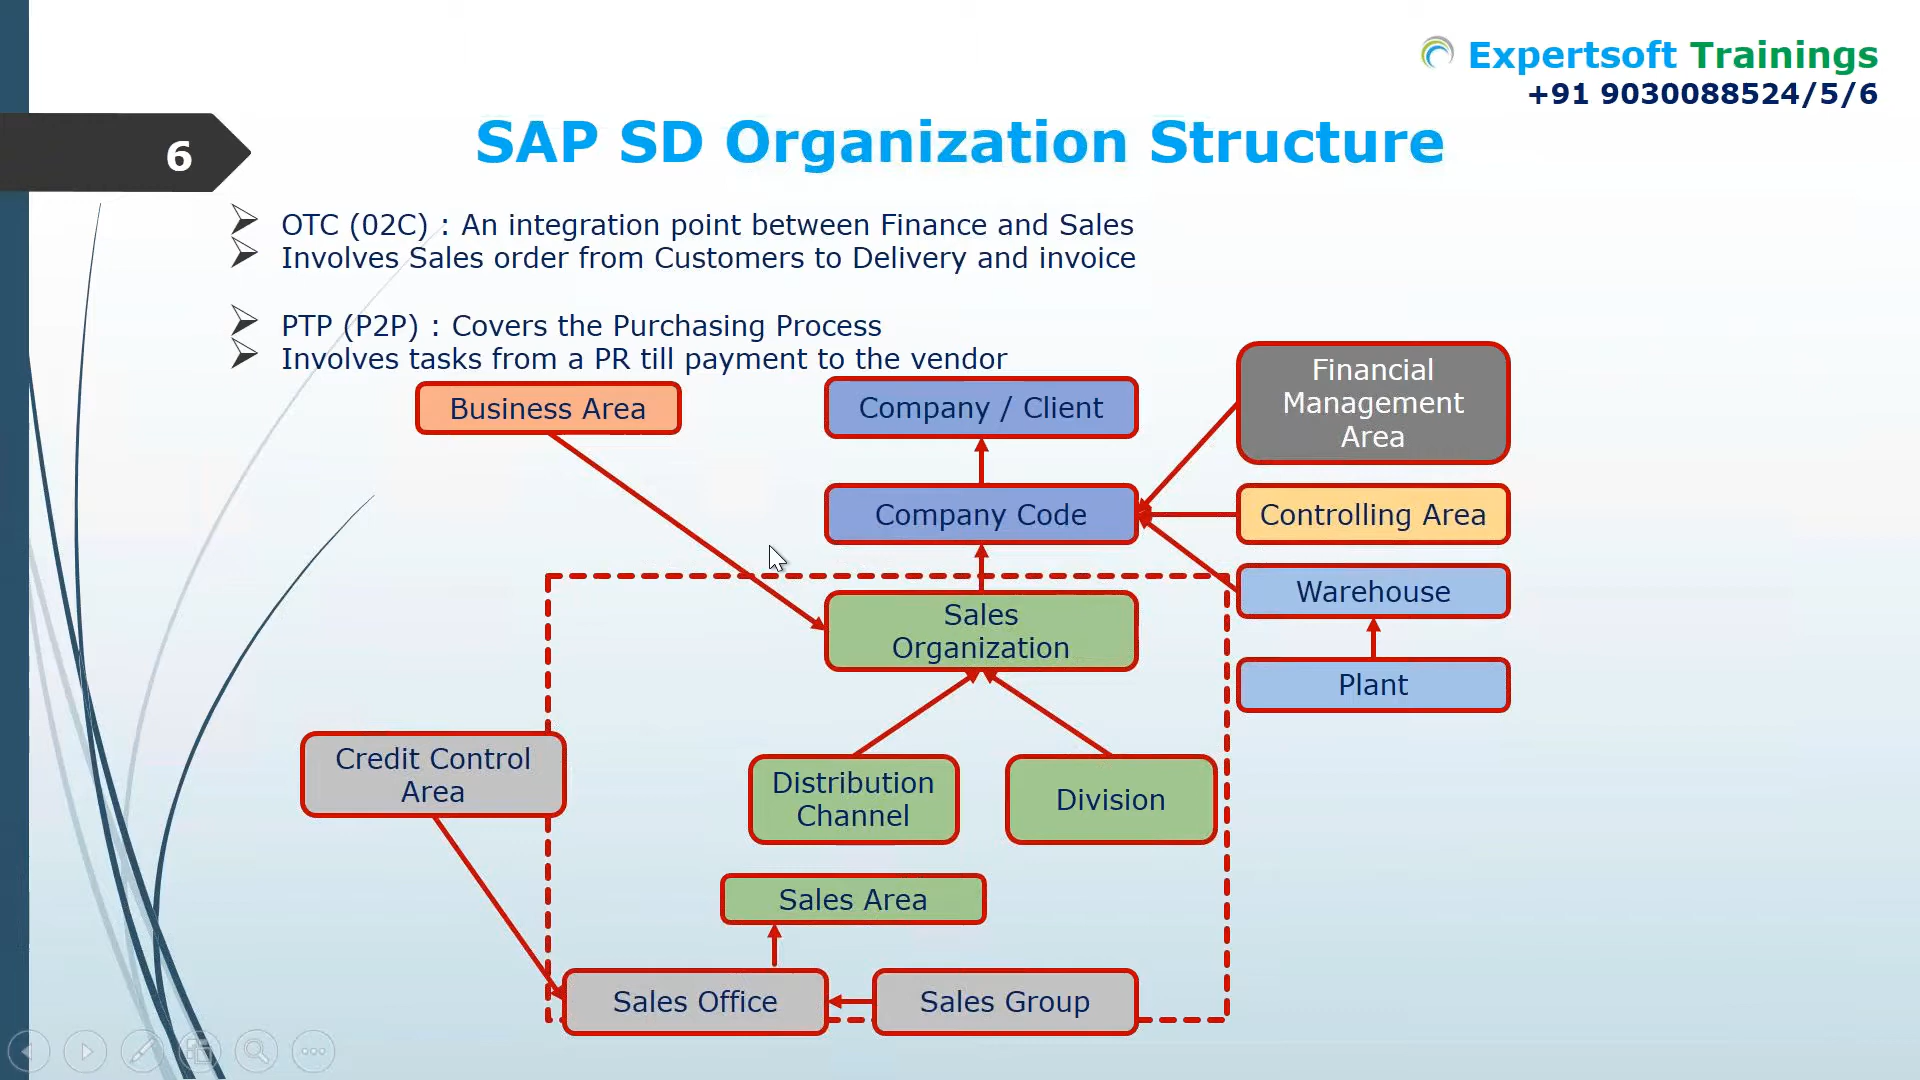 Expertsoft Trainings
+91 9030088524/5/6
6
SAP SD Organization Structure
OTC (02C) : An integration point between Finance and Sales
Involves Sales order from Customers to Delivery and invoice
PTP (P2P) : Covers the Purchasing Process
Involves tasks from a PR till payment to the vendor
Business Area
Company / Client
Financial
Management
Area
Company Code
Controlling Area
Warehouse
Sales
Organization
Plant
Credit Control
Area
Distribution
Channel
Division
Sales Area
Sales Office
Sales Group